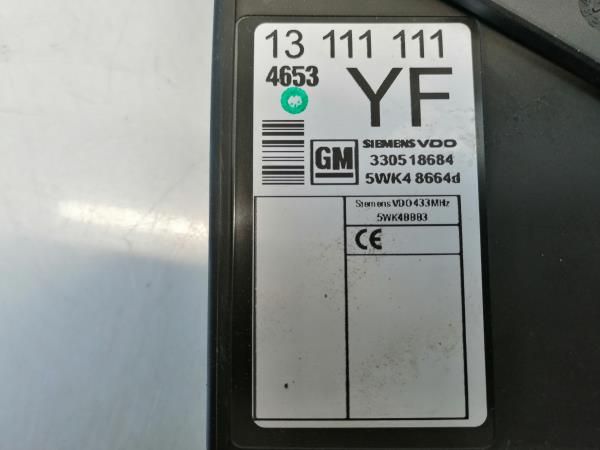 13 111 111
4653
YF
GM
SIEMENS VDO
330518684
5WK4 8664d
Siemens VDO 433MHz
5WK48883
CE